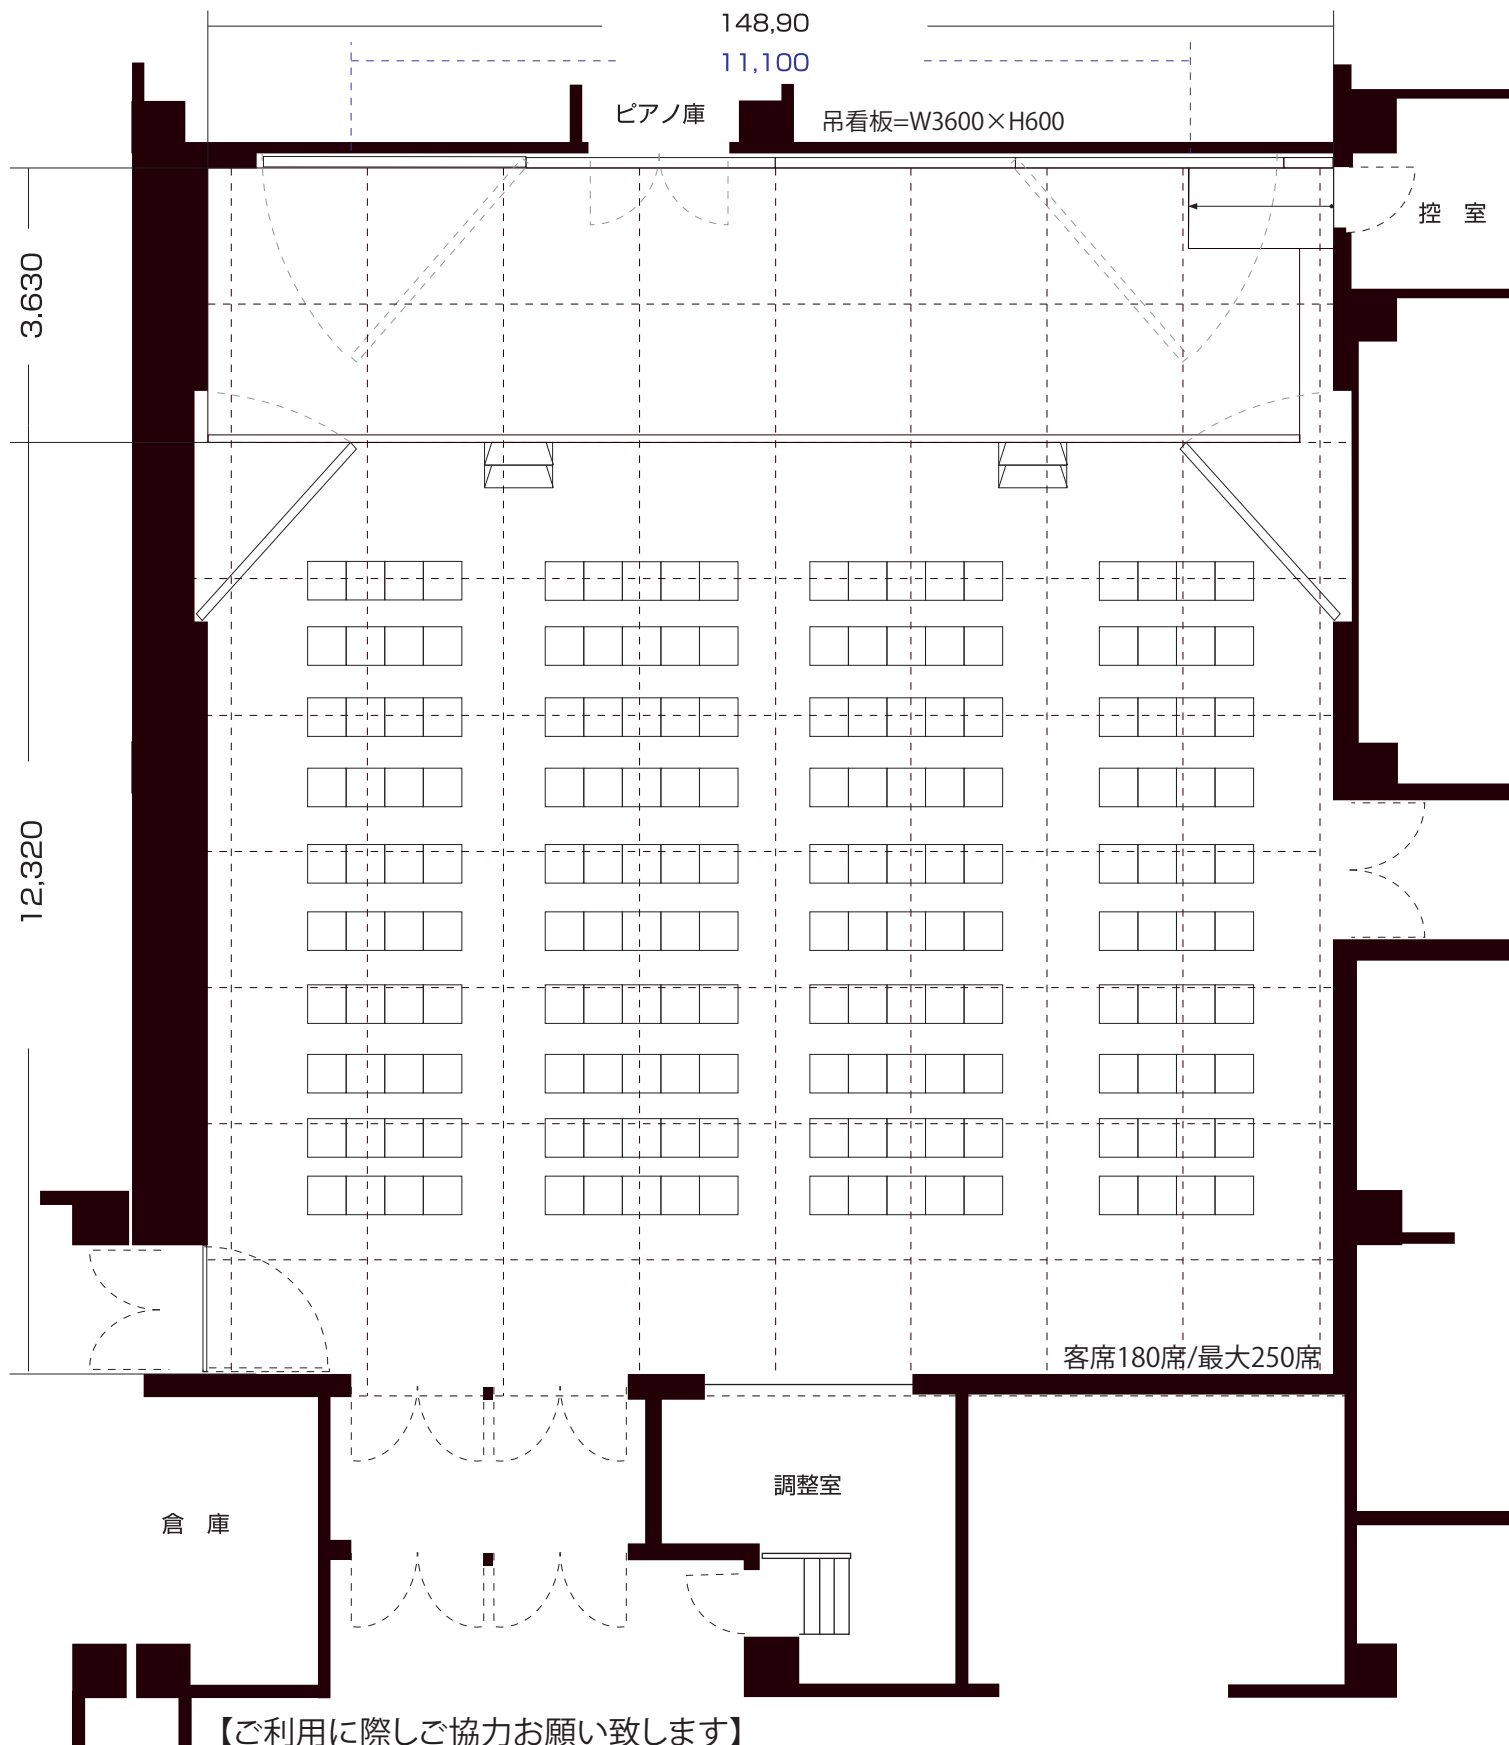 148,90
11,100
ピアノ庫
吊看板=W3600×H600
控 室
3.630
12,320
客席180席/最大250席
調整室
倉 庫
【ご利用に際しご協力お願い致します】